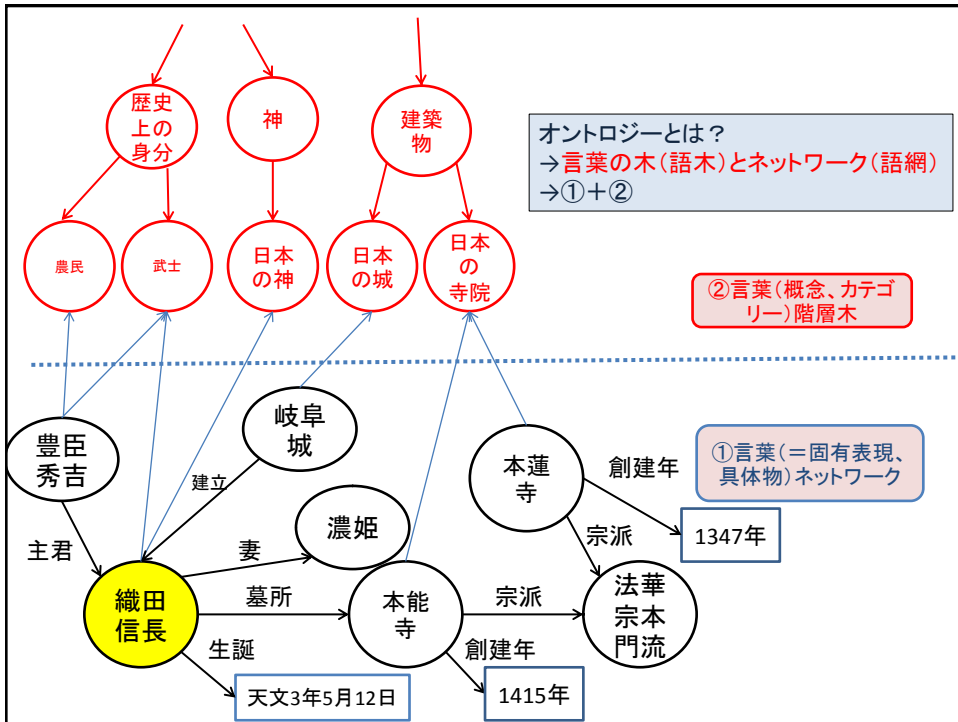 歴史
上の
身分
神
建築
物
オントロジーとは？
→言葉の木（語木）とネットワーク（語網）
→①＋②
農民
武士
日本
の神
日本
の城
日本
の
寺院
②言葉（概念、カテゴ
リー）階層木
豊臣
秀吉
岐阜
城
本蓮
寺
①言葉（＝固有表現、
具体物）ネットワーク
建立
創建年
濃姫
1347年
主君
妻
宗派
織田
信長
墓所
本能
寺
宗派
法華
宗本
門流
生誕
創建年
天文3年5月12日
1415年